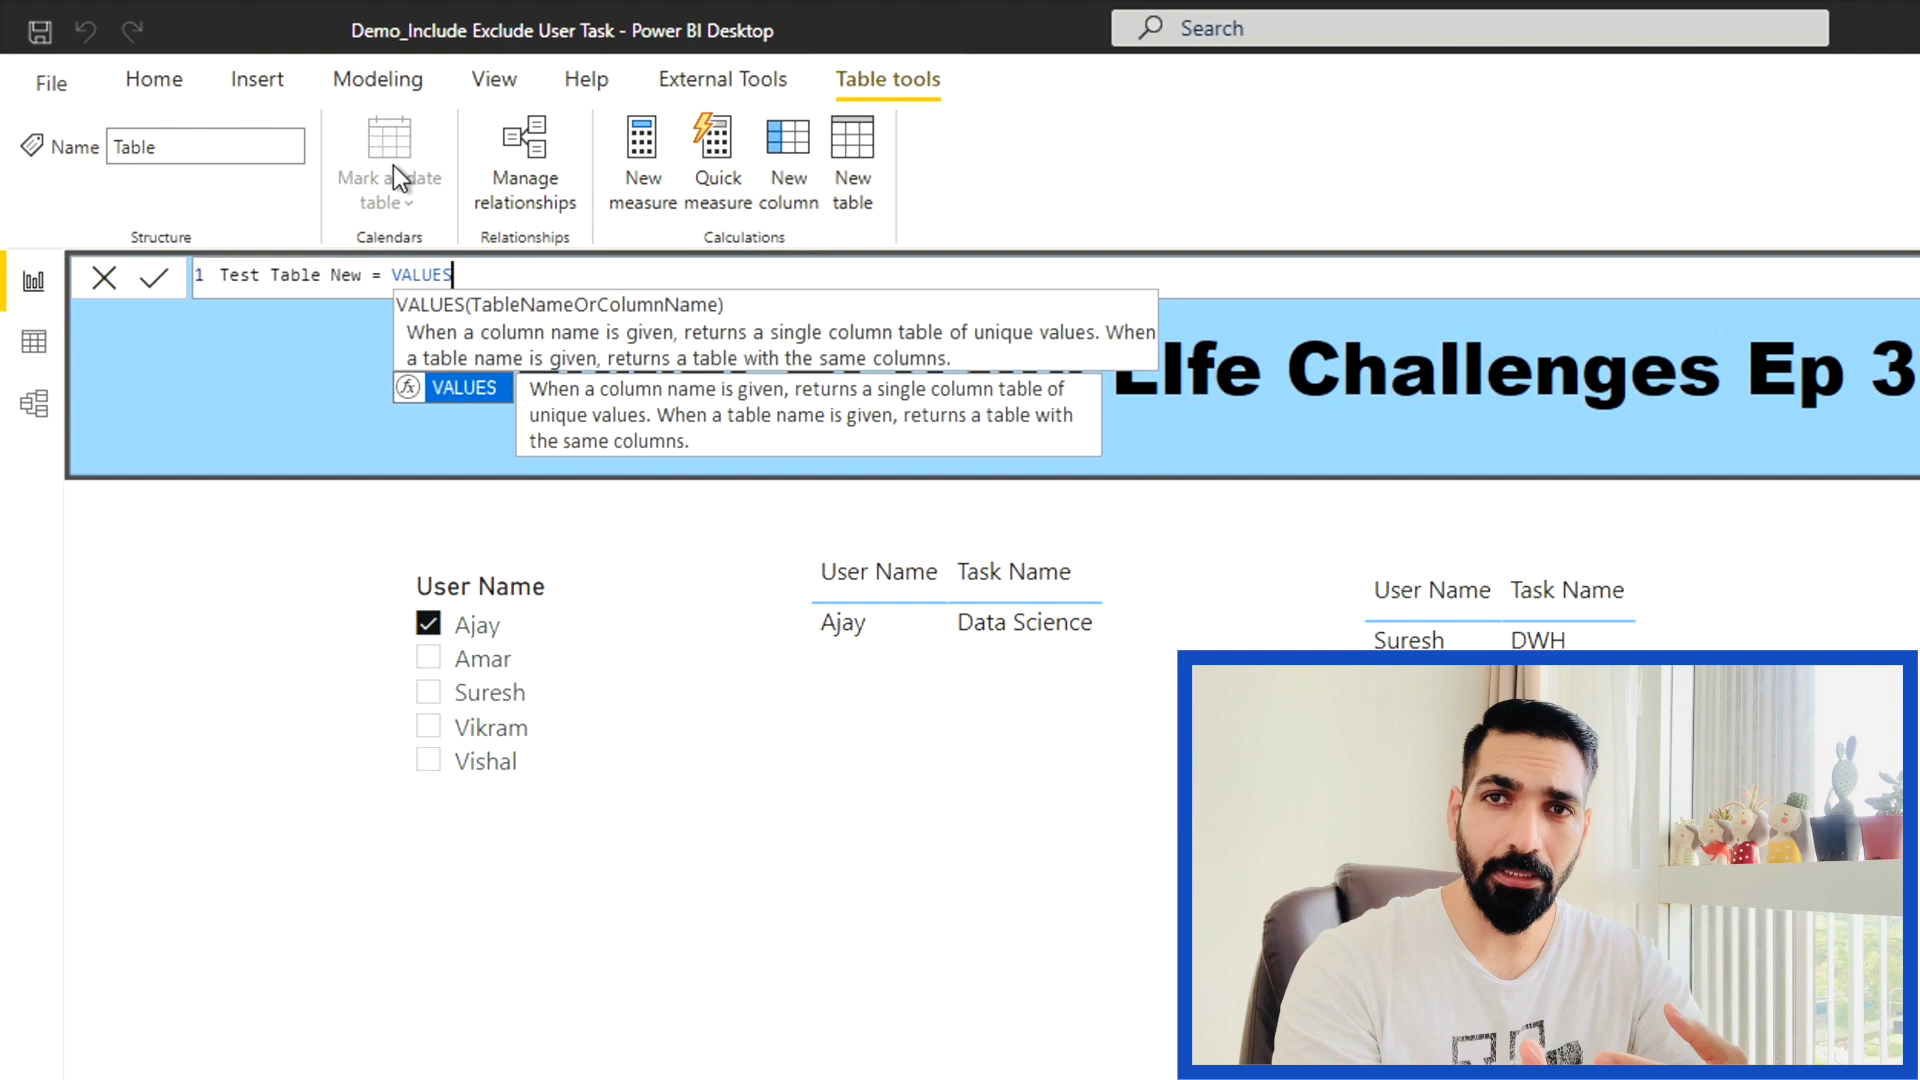 Demo_Include Exclude User Task - Power BI Desktop
Search
File
Home
Insert
Modeling
View
Help
External Tools
Table tools
Name
Table
Mark a date
table
Manage
relationships
New
measure
Quick
measure
New
column
New
table
Structure
Calendars
Relationships
Calculations
1 Test Table New = VALUES
VALUES(TableNameOrColumnName)
When a column name is given, returns a single column table of unique values. When
a table name is given, returns a table with the same columns.
VALUES
When a column name is given, returns a single column table of
unique values. When a table name is given, returns a table with
the same columns.
LIfe Challenges Ep 3
User Name
Ajay
Amar
Suresh
Vikram
Vishal
User Name Task Name
Ajay Data Science
User Name Task Name
Suresh DWH